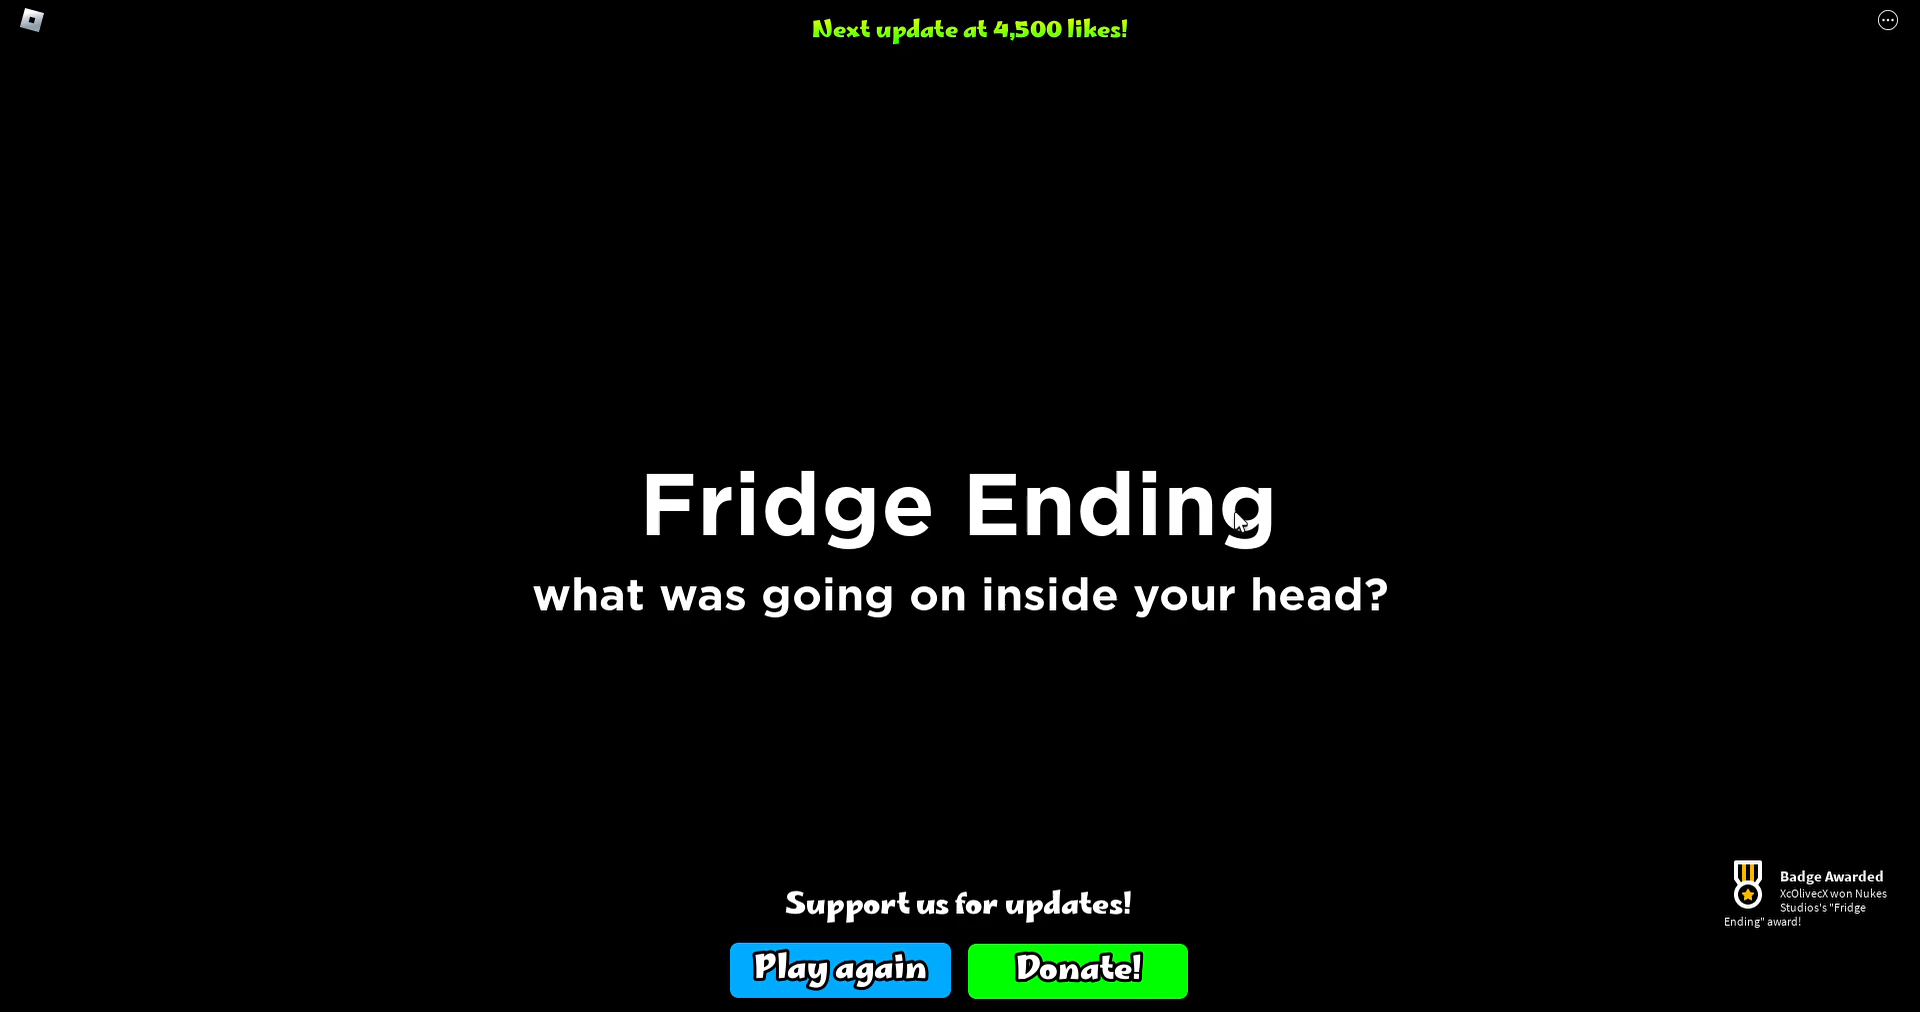 Next update at 4,500 likes!
Fridge Ending
what was going on inside your head?
Support us for updates!
Play again
Donate!
Badge Awarded
XcOlivecX won Nukes
Studios's "Fridge
Ending" award!